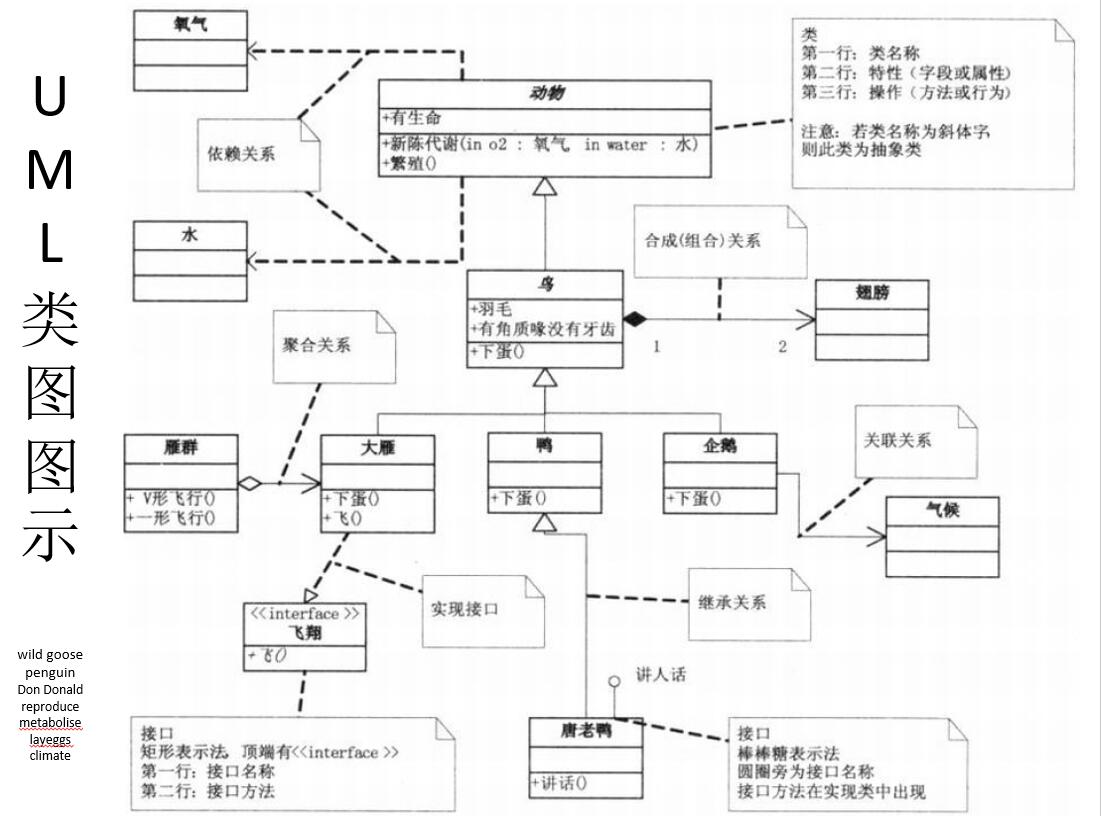 UML类图图示
wild goose
penguin
Don Donald
reproduce
metabolise
layeggs
climate
氧气
动物
+有生命
+新陈代谢(in o2 : 氧气, in water : 水)
+繁殖()
类
第一行: 类名称
第二行: 特性（字段或属性）
第三行: 操作（方法或行为）
注意: 若类名称为斜体字,
则此类为抽象类
依赖关系
水
合成(组合)关系
鸟
+羽毛
+有角质喙没有牙齿
+下蛋()
1
2
翅膀
聚合关系
雁群
+ V形飞行()
+一形飞行()
大雁
+下蛋()
+飞()
鸭
+下蛋()
企鹅
+下蛋()
关联关系
气候
<<interface >>
飞翔
+飞()
实现接口
继承关系
讲人话
唐老鸭
+讲话()
接口
矩形表示法, 顶端有<<interface >>
第一行: 接口名称
第二行: 接口方法
接口
棒棒糖表示法
圆圈旁为接口名称
接口方法在实现类中出现